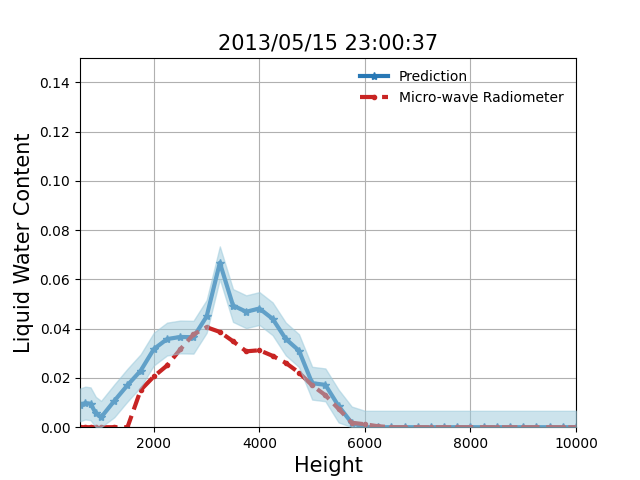 2013/05/15 23:00:37
Prediction
Micro-wave Radiometer
Liquid Water Content
0.14
0.12
0.10
0.08
0.06
0.04
0.02
0.00
2000 4000 6000 8000 10000
Height